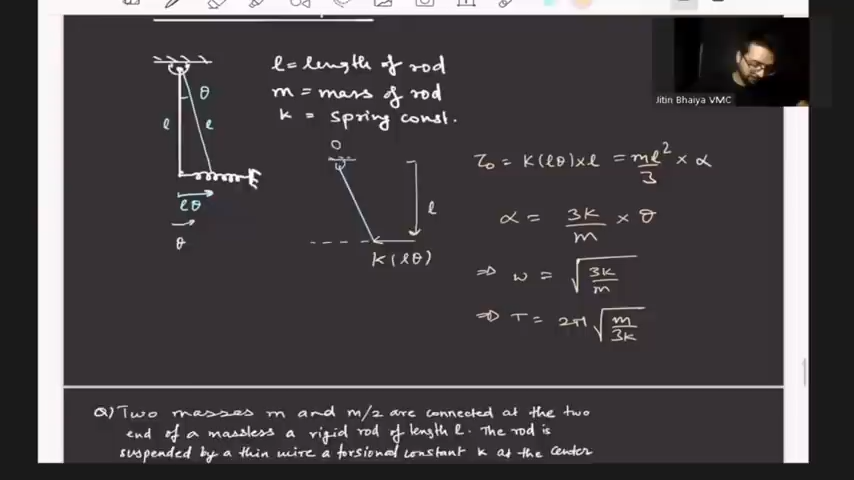 l = length of rod
m = mass of rod
k = spring const.
θ
l
l
lθ
θ
O
l
k(lθ)
τ₀ = k(lθ)xl = ml²/3 x α
α = 3k/m x θ
⇒ w = √(3k/m)
⇒ T = 2π√(m/3k)
Jitin Bhaiya VMC
Q) Two masses m and m/2 are connected at the two
end of a massless a rigid rod of length l. The rod is
suspended by a thin wire a torsional constant k at the center